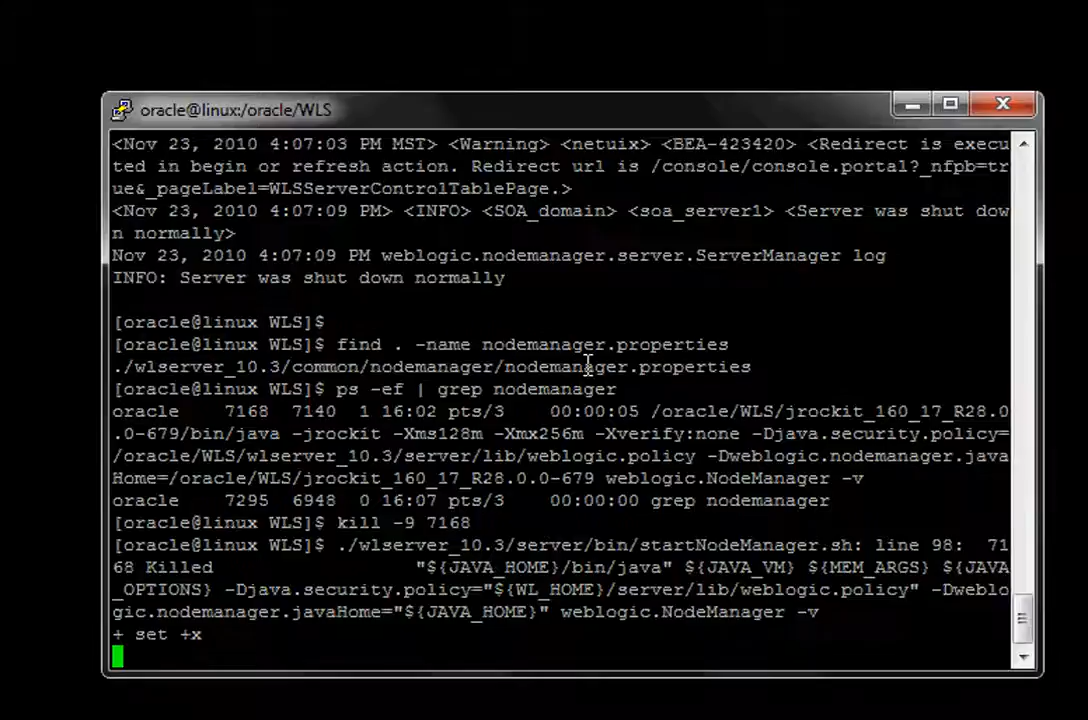 oracle@linux:/oracle/WLS
<Nov 23, 2010 4:07:03 PM MST> <Warning> <netuix> <BEA-423420> <Redirect is execu
ted in begin or refresh action. Redirect url is /console/console.portal?_nfpb=tr
ue&_pageLabel=WLSServerControlTablePage.>
<Nov 23, 2010 4:07:09 PM> <INFO> <SOA_domain> <soa_server1> <Server was shut dow
n normally>
Nov 23, 2010 4:07:09 PM weblogic.nodemanager.server.ServerManager log
INFO: Server was shut down normally
[oracle@linux WLS]$
[oracle@linux WLS]$ find . -name nodemanager.properties
./wlserver_10.3/common/nodemanager/nodemanager.properties
[oracle@linux WLS]$ ps -ef | grep nodemanager
oracle    7168  7140  1 16:02 pts/3    00:00:05 /oracle/WLS/jrockit_160_17_R28.0
.0-679/bin/java -jrockit -Xms128m -Xmx256m -Xverify:none -Djava.security.policy=
/oracle/WLS/wlserver_10.3/server/lib/weblogic.policy -Dweblogic.nodemanager.java
Home=/oracle/WLS/jrockit_160_17_R28.0.0-679 weblogic.NodeManager -v
oracle    7295  6948  0 16:07 pts/3    00:00:00 grep nodemanager
[oracle@linux WLS]$ kill -9 7168
[oracle@linux WLS]$ ./wlserver_10.3/server/bin/startNodeManager.sh: line 98:  71
68 Killed                  "${JAVA_HOME}/bin/java" ${JAVA_VM} ${MEM_ARGS} ${JAVA
_OPTIONS} -Djava.security.policy="${WL_HOME}/server/lib/weblogic.policy" -Dweblo
gic.nodemanager.javaHome="${JAVA_HOME}" weblogic.NodeManager -v
+ set +x